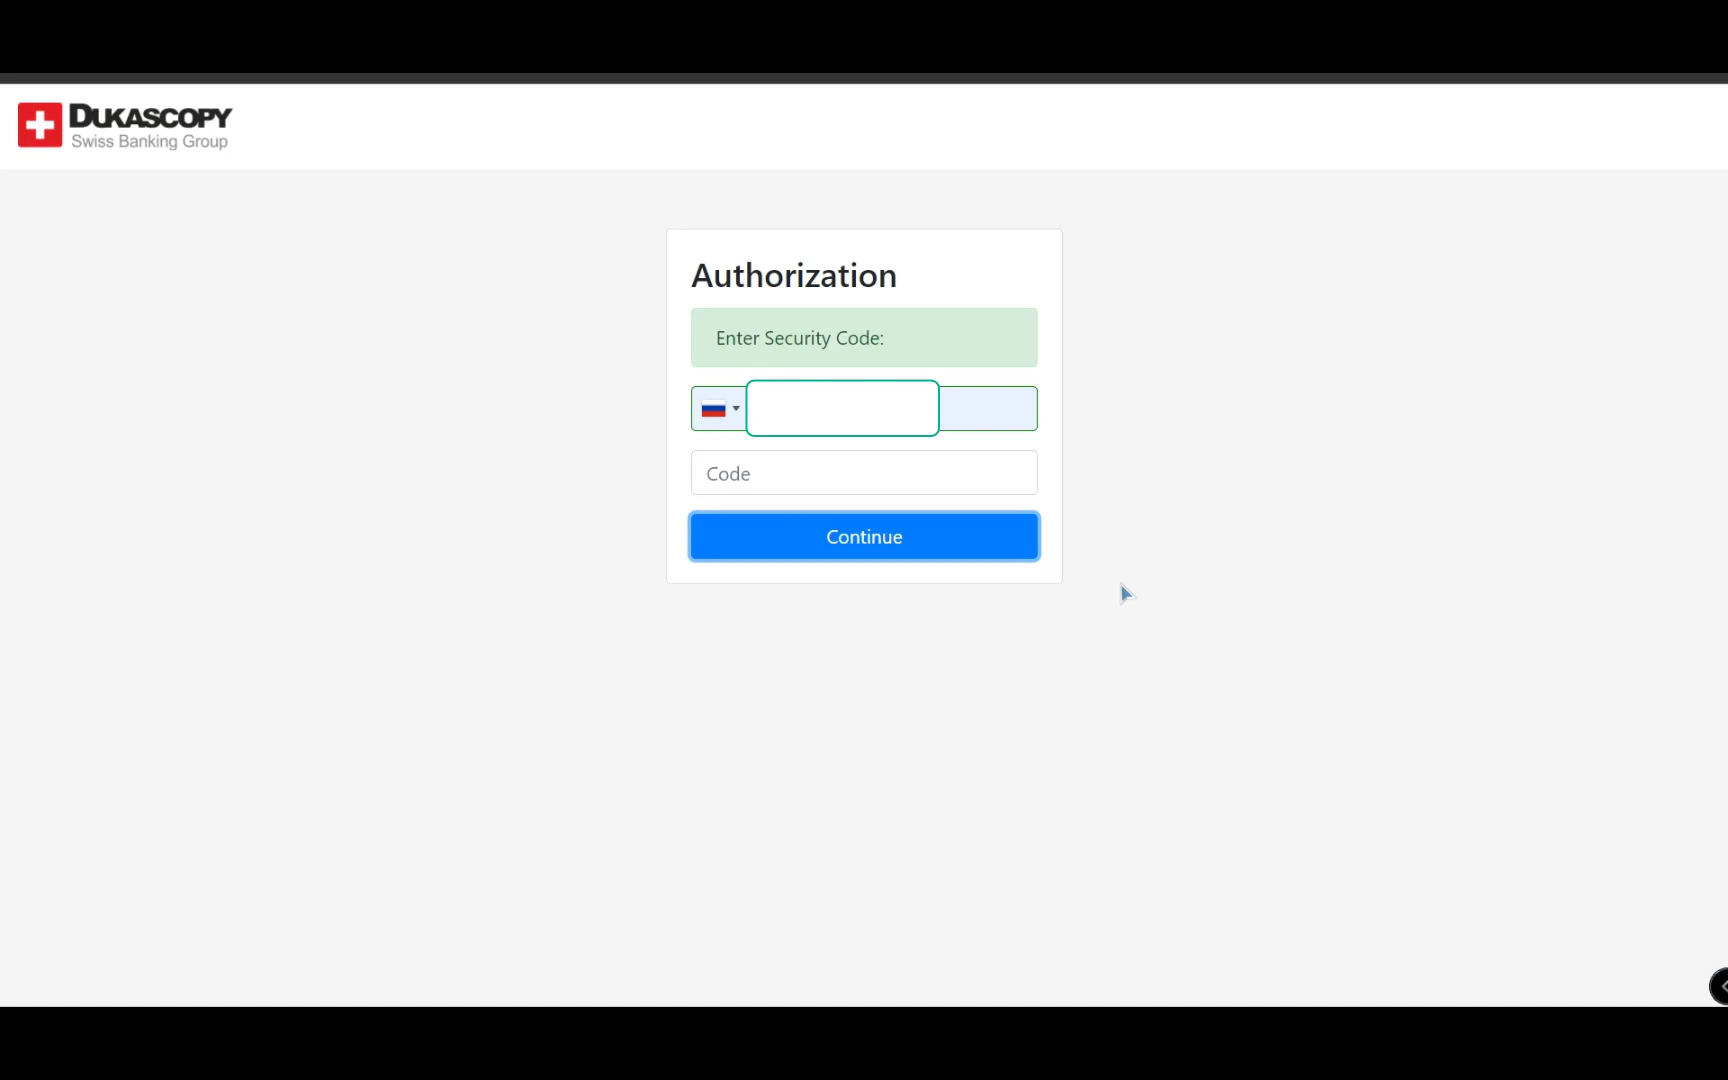 DUKASCOPY
Swiss Banking Group
Authorization
Enter Security Code:
Code
Continue